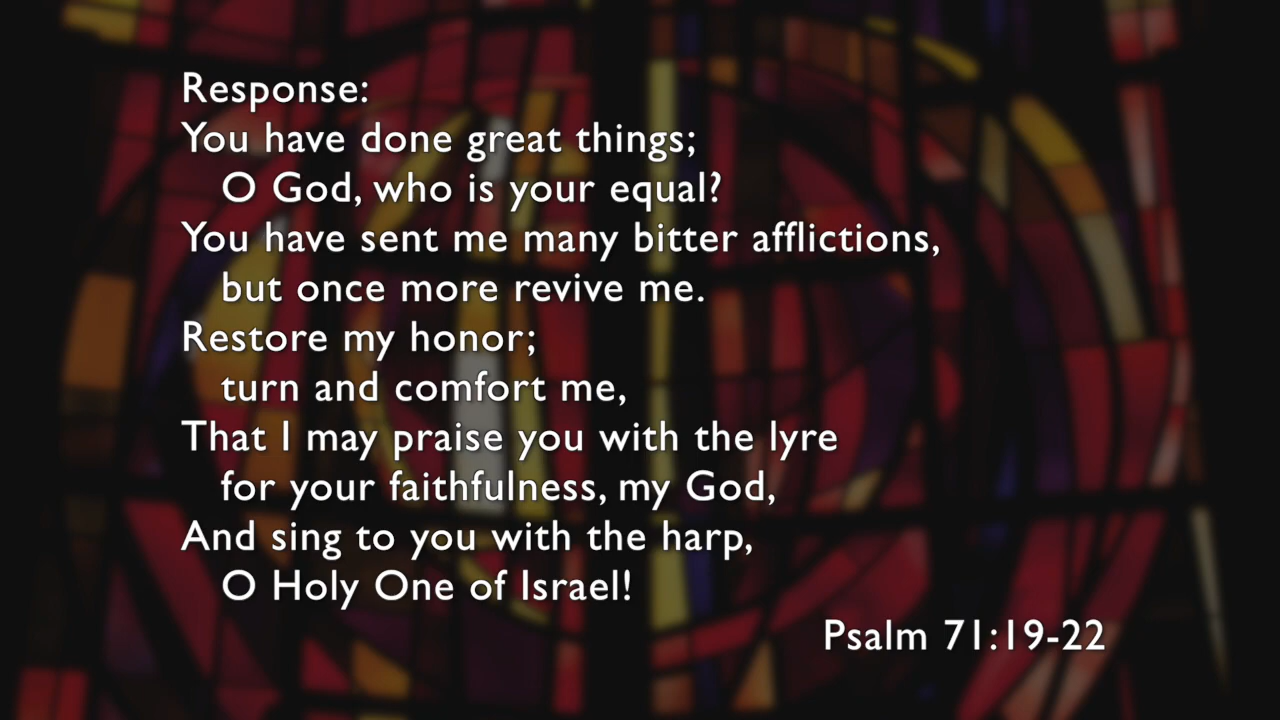 Response:
You have done great things;
O God, who is your equal?
You have sent me many bitter afflictions,
but once more revive me.
Restore my honor;
turn and comfort me,
That I may praise you with the lyre
for your faithfulness, my God,
And sing to you with the harp,
O Holy One of Israel!
Psalm 71:19-22